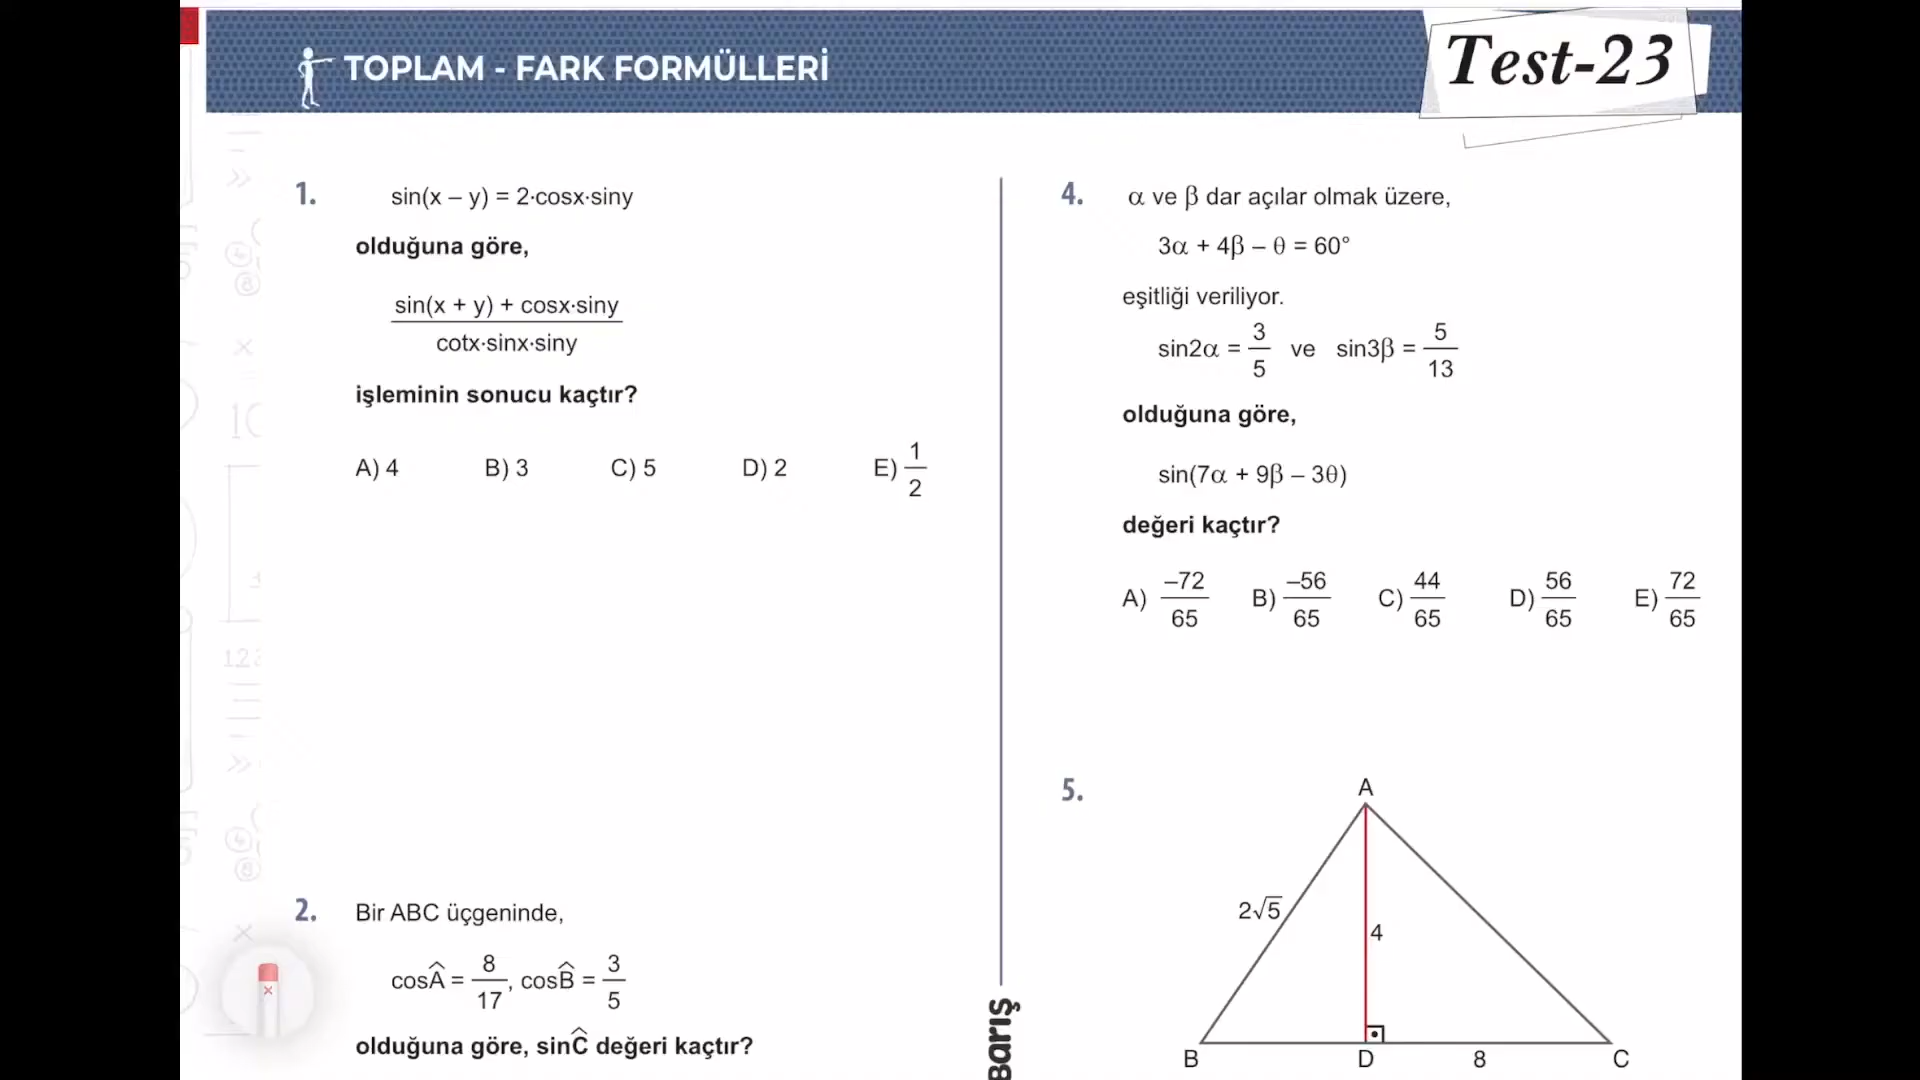 TOPLAM - FARK FORMÜLLERİ
Test-23
1.
sin(x – y) = 2·cosx·siny
olduğuna göre,
sin(x + y) + cosx·siny
cotx·sinx·siny
işleminin sonucu kaçtır?
A) 4 B) 3 C) 5 D) 2 E) 1/2
2.
Bir ABC üçgeninde,
cosÂ = 8/17, cosB̂ = 3/5
olduğuna göre, sinĈ değeri kaçtır?
Barış
4.
α ve β dar açılar olmak üzere,
3α + 4β – θ = 60°
eşitliği veriliyor.
sin2α = 3/5 ve sin3β = 5/13
olduğuna göre,
sin(7α + 9β – 3θ)
değeri kaçtır?
A) –72/65 B) –56/65 C) 44/65 D) 56/65 E) 72/65
5.
A
2√5
4
B D 8 C